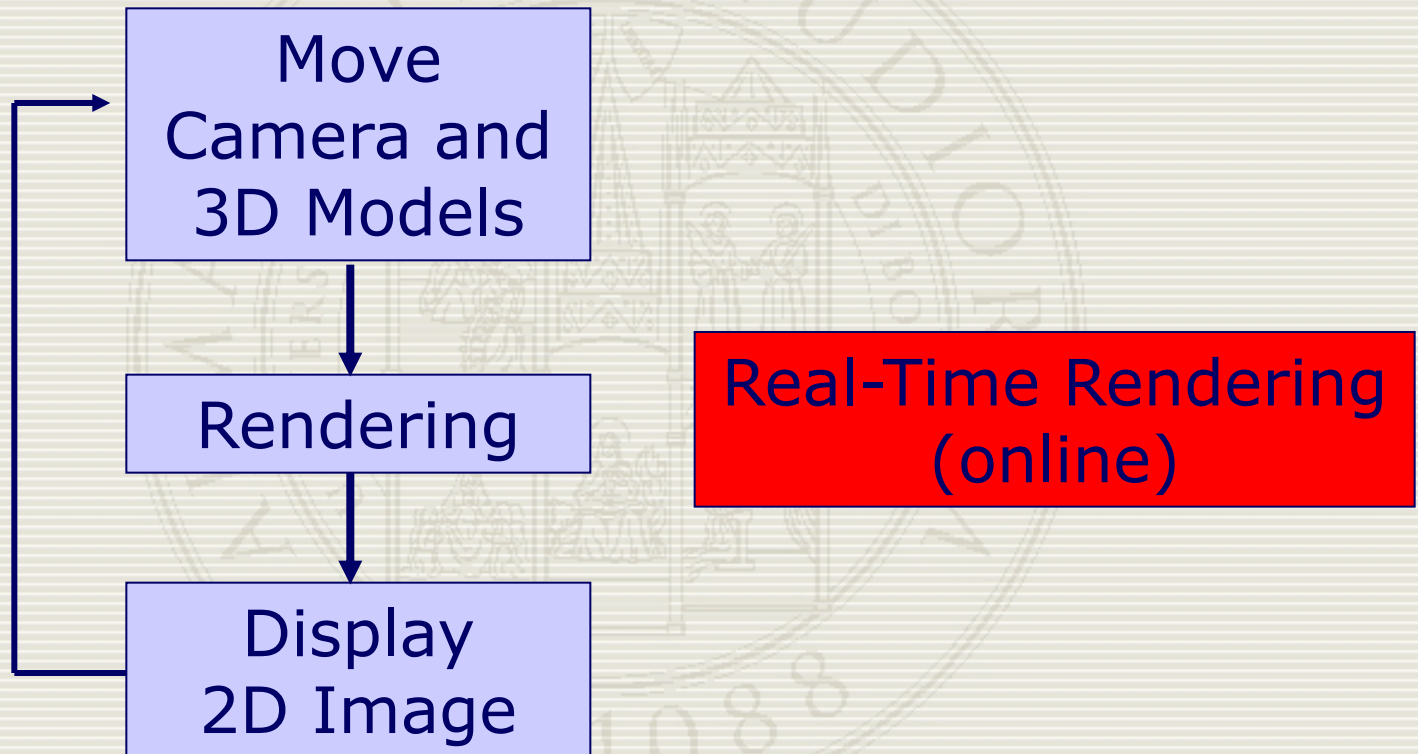 Move
Camera and
3D Models
Rendering
Real-Time Rendering
(online)
Display
2D Image